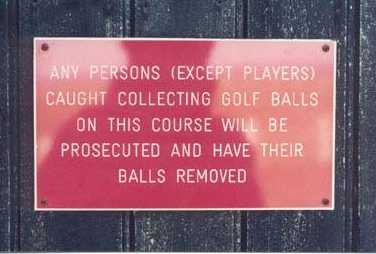 ANY PERSONS (EXCEPT PLAYERS)
CAUGHT COLLECTING GOLF BALLS
ON THIS COURSE WILL BE
PROSECUTED AND HAVE THEIR
BALLS REMOVED